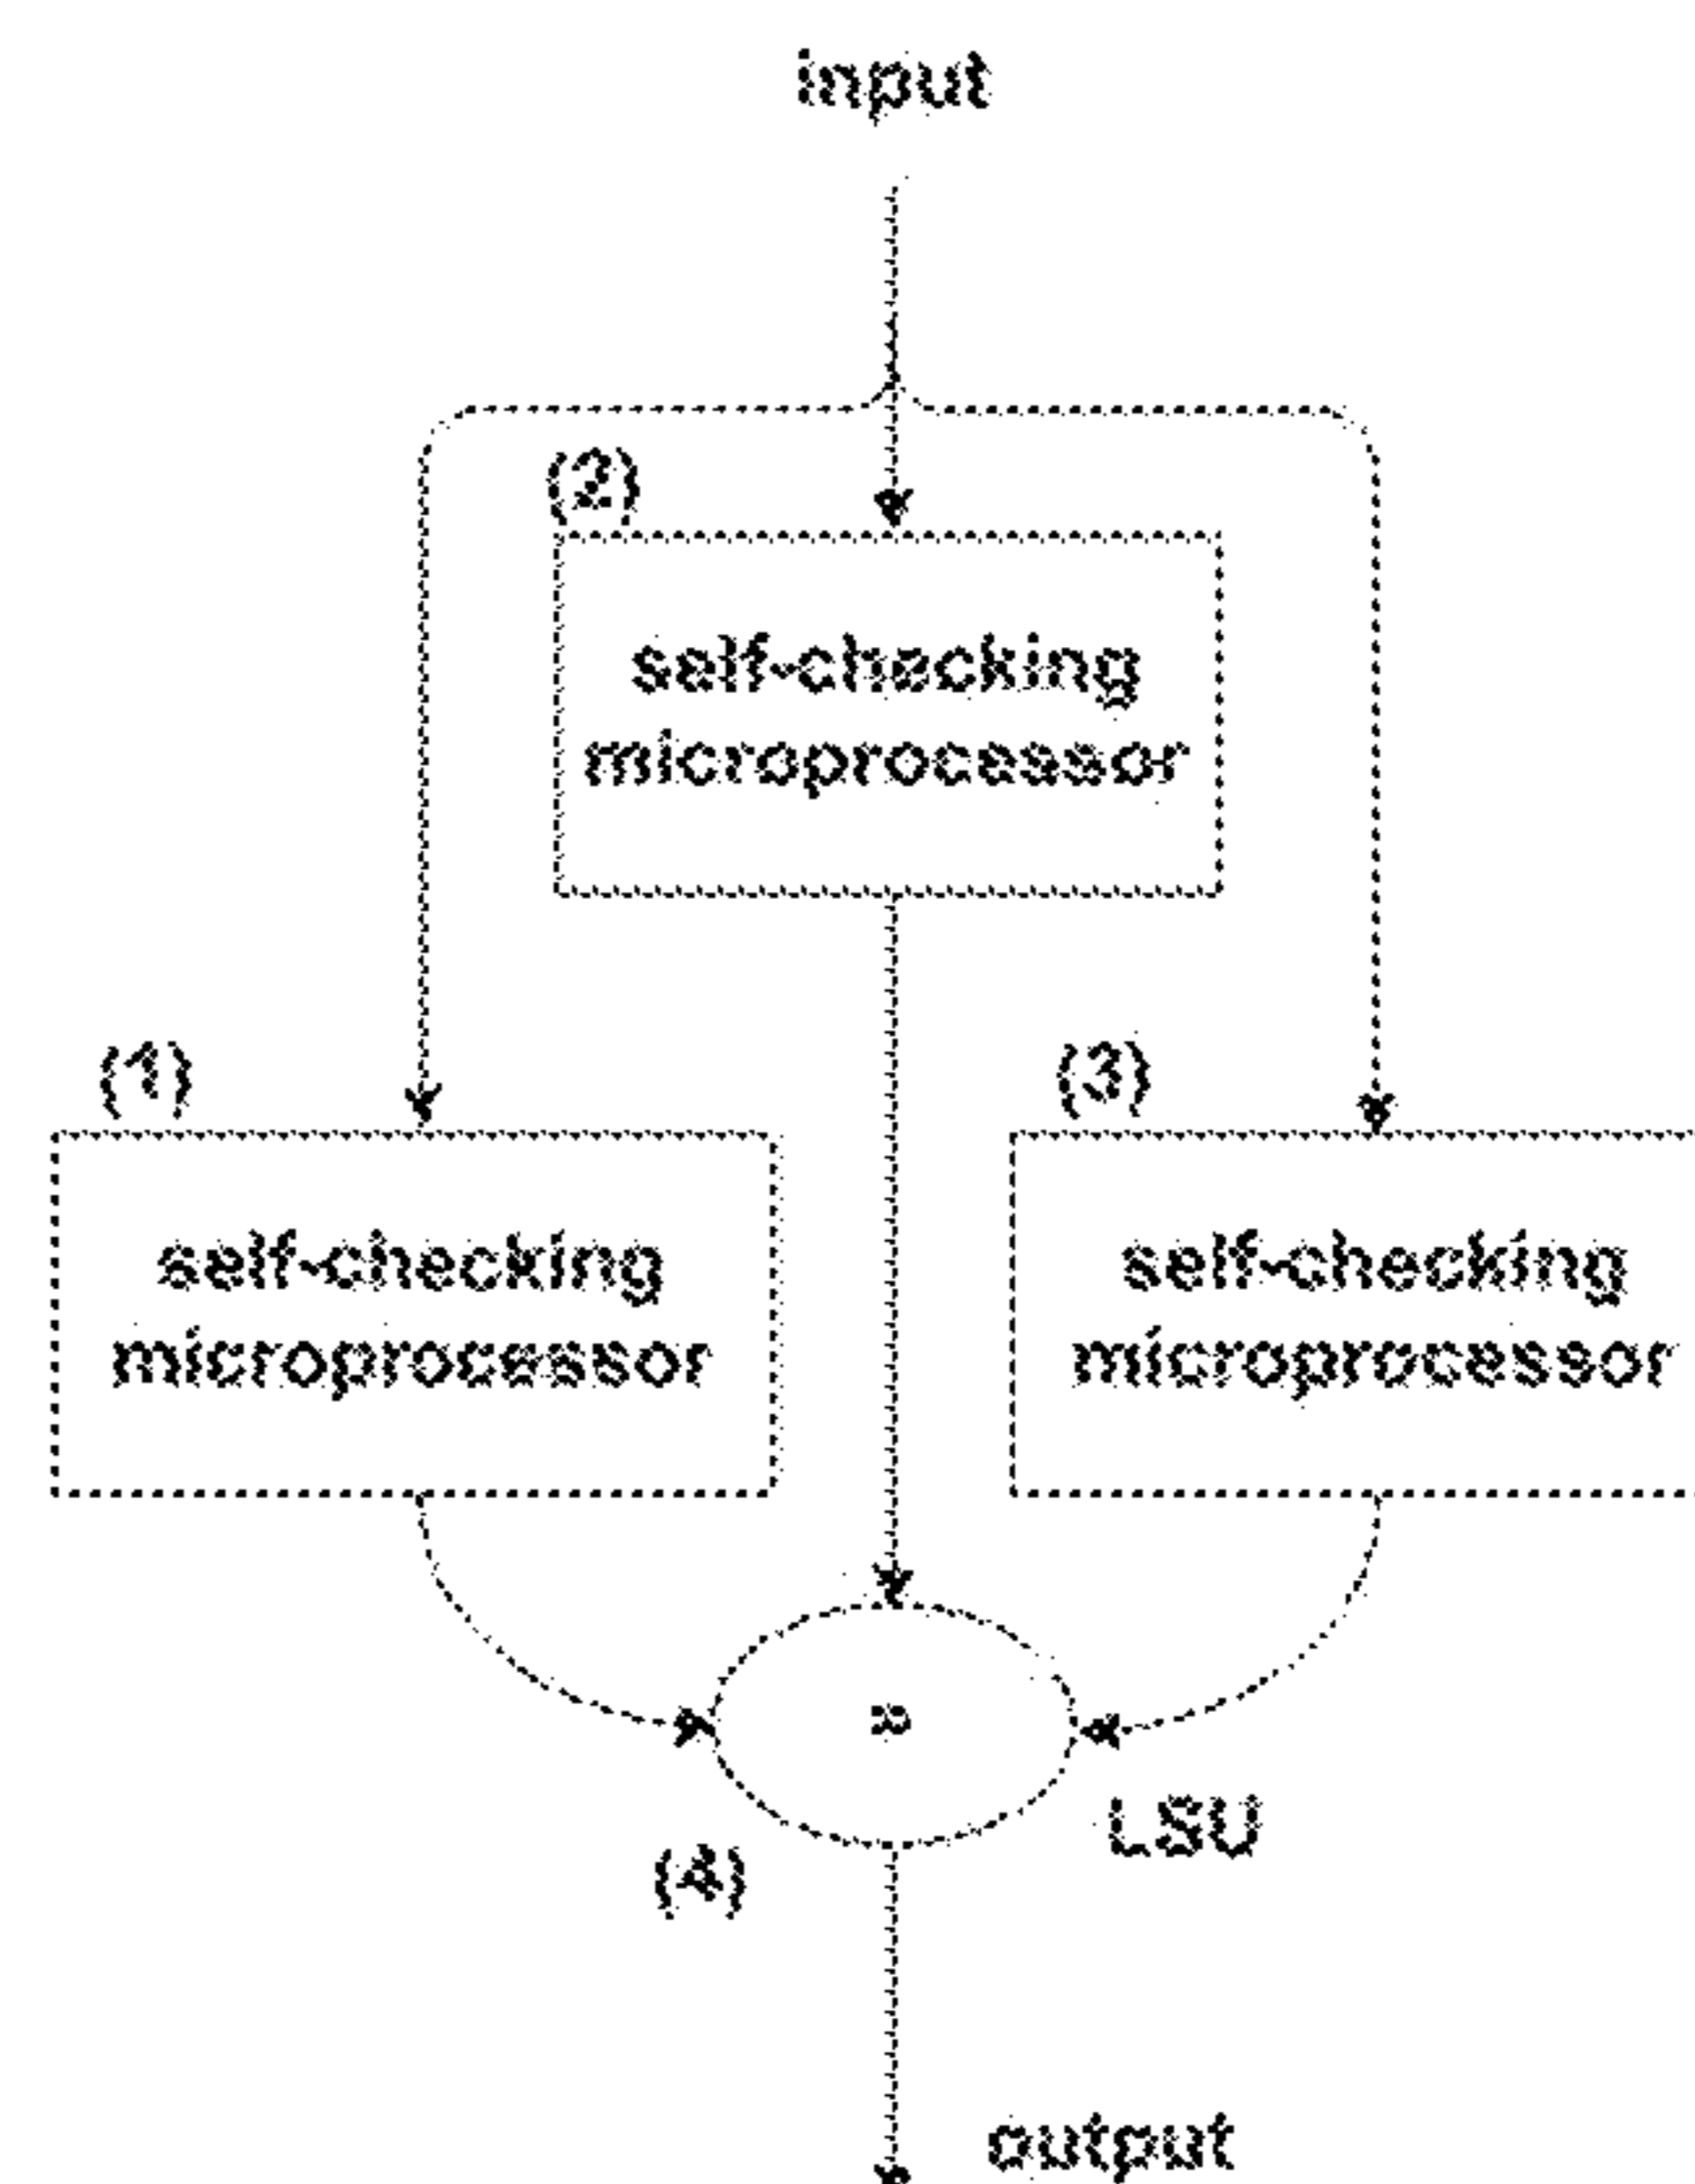 input
(2)
self-checking
microprocessor
(1)
(3)
self-checking
microprocessor
self-checking
microprocessor
LSU
(4)
output